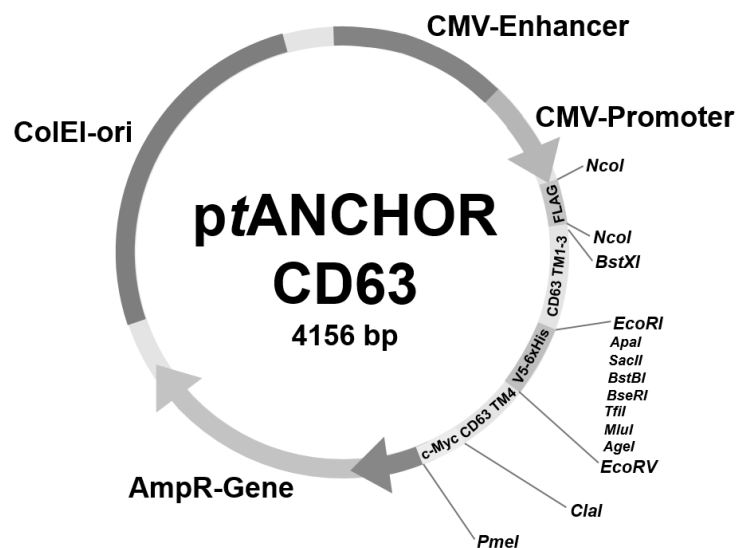 CMV-Enhancer
ColEI-ori
CMV-Promoter
NcoI
FLAG
ptANCHOR
CD63
4156 bp
NcoI
BstXI
CD63 TM1-3
EcoRI
ApaI
SacII
BstBI
BseRI
TfiI
MluI
AgeI
EcoRV
V5-6xHis
c-Myc CD63 TM4
AmpR-Gene
ClaI
PmeI